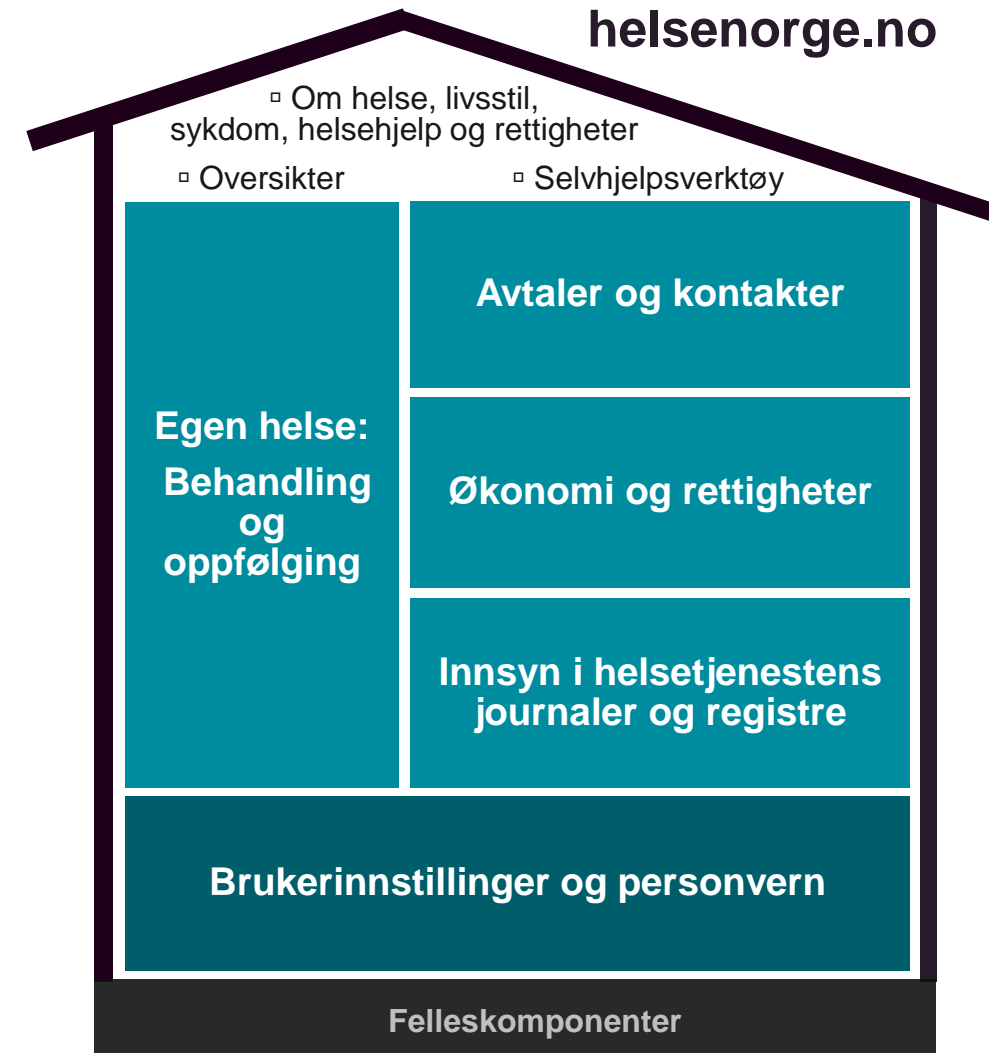 helsenorge.no
▫ Om helse, livsstil,
sykdom, helsehjelp og rettigheter
▫ Oversikter
▫ Selvhjelpsverktøy
Egen helse:
Behandling
og
oppfølging
Avtaler og kontakter
Økonomi og rettigheter
Innsyn i helsetjenestens
journaler og registre
Brukerinnstillinger og personvern
Felleskomponenter